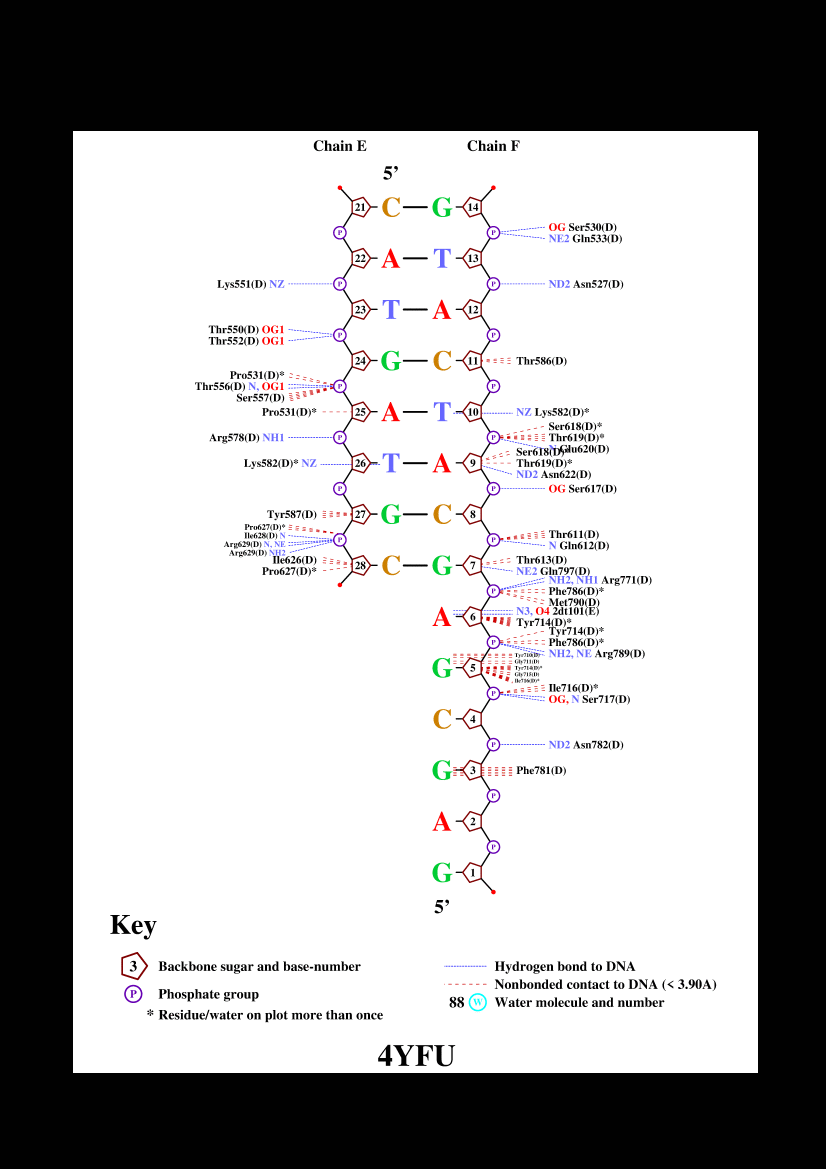 Chain E Chain F
5’
21 C G 14
P P OG Ser530(D)
NE2 Gln533(D)
22 A T 13
Lys551(D) NZ P P ND2 Asn527(D)
23 T A 12
Thr550(D) OG1 P P
Thr552(D) OG1
24 G C 11 Thr586(D)
Pro531(D)*
Thr556(D) N, OG1 P P
Ser557(D)
Pro531(D)* 25 A T 10 NZ Lys582(D)*
Ser618(D)*
Arg578(D) NH1 P P Thr619(D)*
N Glu620(D)
Ser618(D)*
Lys582(D)* NZ 26 T A 9 Thr619(D)*
ND2 Asn622(D)
P P OG Ser617(D)
Tyr587(D) 27 G C 8
Pro627(D)*
Ile628(D) N Thr611(D)
Arg629(D) N, NE P P N Gln612(D)
Arg629(D) NH2
Ile626(D) 28 C G 7 Thr613(D)
Pro627(D)* NE2 Gln797(D)
NH2, NH1 Arg771(D)
P Phe786(D)*
Met790(D)
A 6 N3, O4 2dt101(E)
Tyr714(D)*
Tyr714(D)*
P Phe786(D)*
NH2, NE Arg789(D)
Tyr710(D)
Gly711(D)
G 5 Tyr714(D)*
Gly715(D)
Ile716(D)*
P Ile716(D)*
OG, N Ser717(D)
C 4
P ND2 Asn782(D)
G 3 Phe781(D)
P
A 2
P
G 1
5’
Key
3 Backbone sugar and base-number Hydrogen bond to DNA
Nonbonded contact to DNA (< 3.90A)
P Phosphate group 88 W Water molecule and number
* Residue/water on plot more than once
4YFU